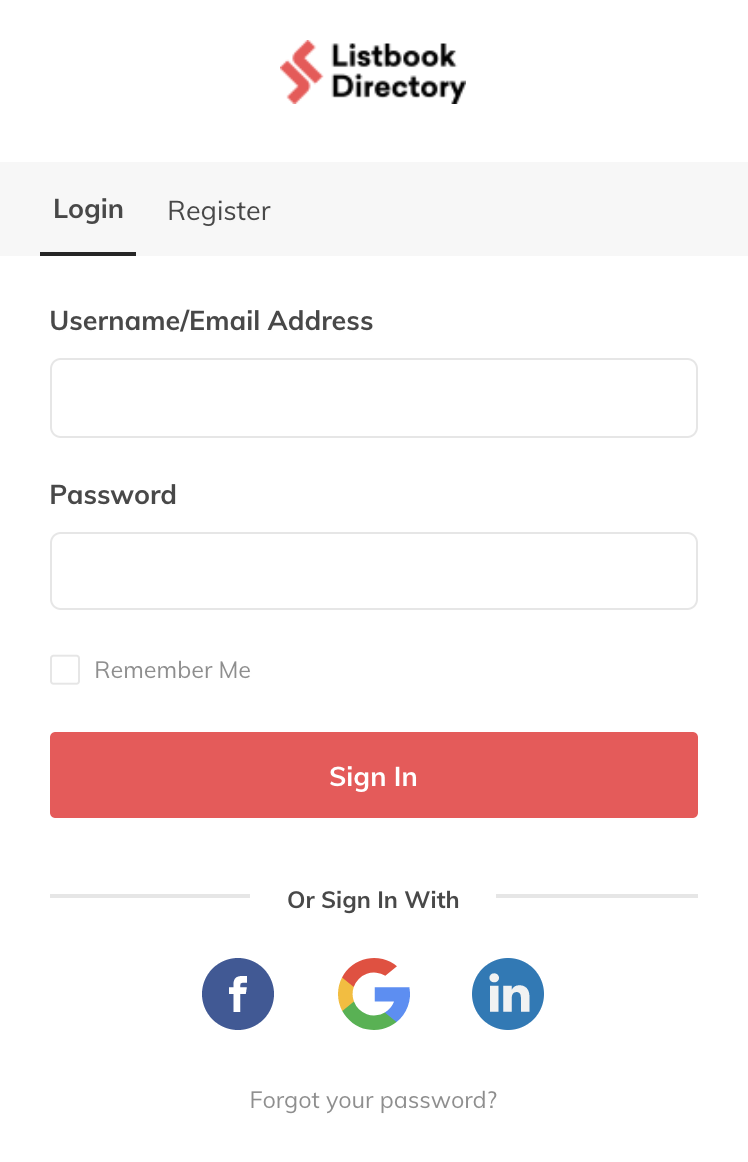 Listbook
Directory
Login Register
Username/Email Address
Password
Remember Me
Sign In
Or Sign In With
f G in
Forgot your password?